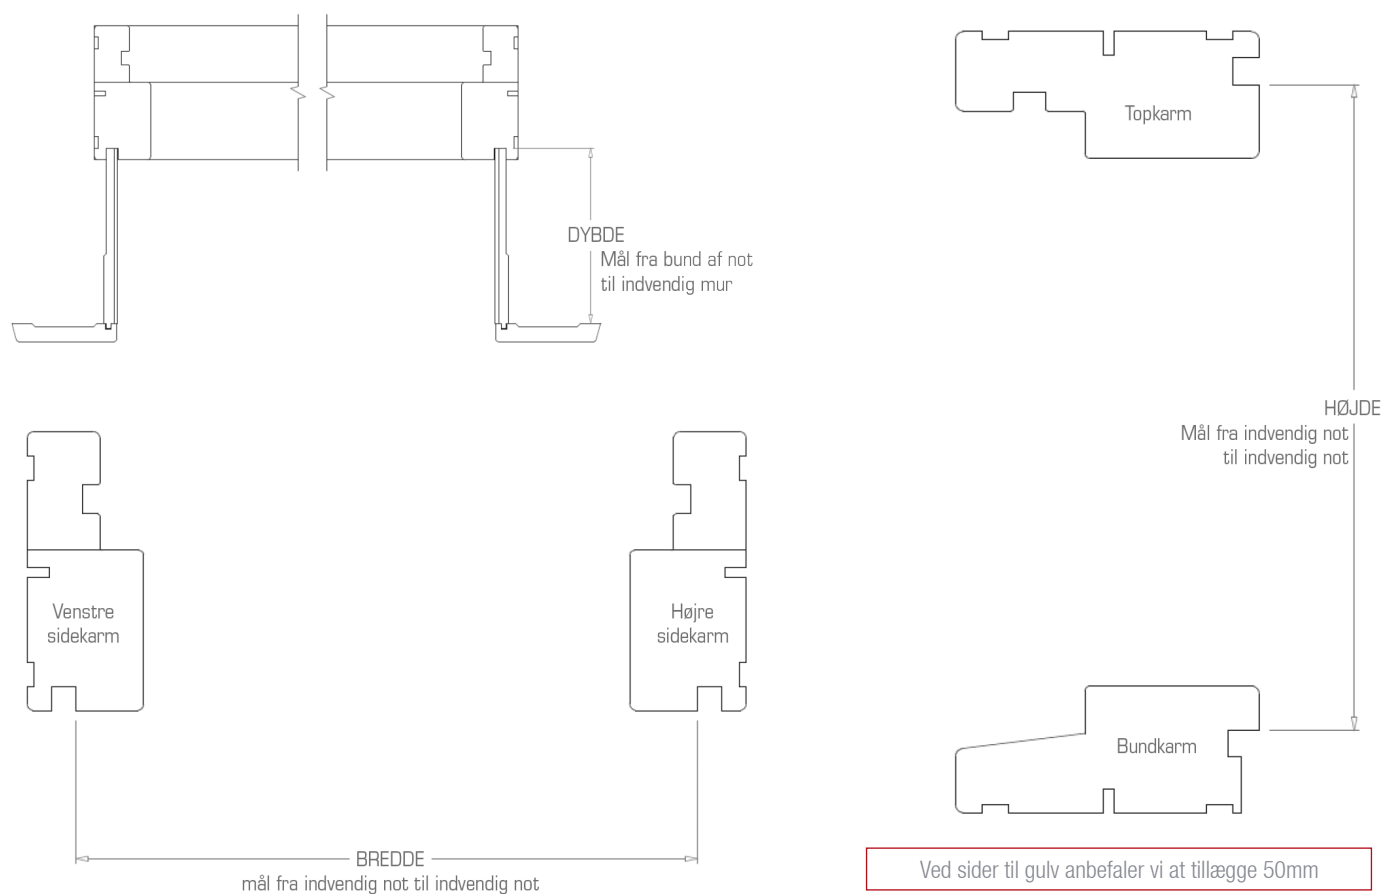 Topkarm
DYBDE
Mål fra bund af not
til indvendig mur
HØJDE
Mål fra indvendig not
til indvendig not
Venstre
sidekarm
Højre
sidekarm
Bundkarm
BREDDE
mål fra indvendig not til indvendig not
Ved sider til gulv anbefaler vi at tillægge 50mm